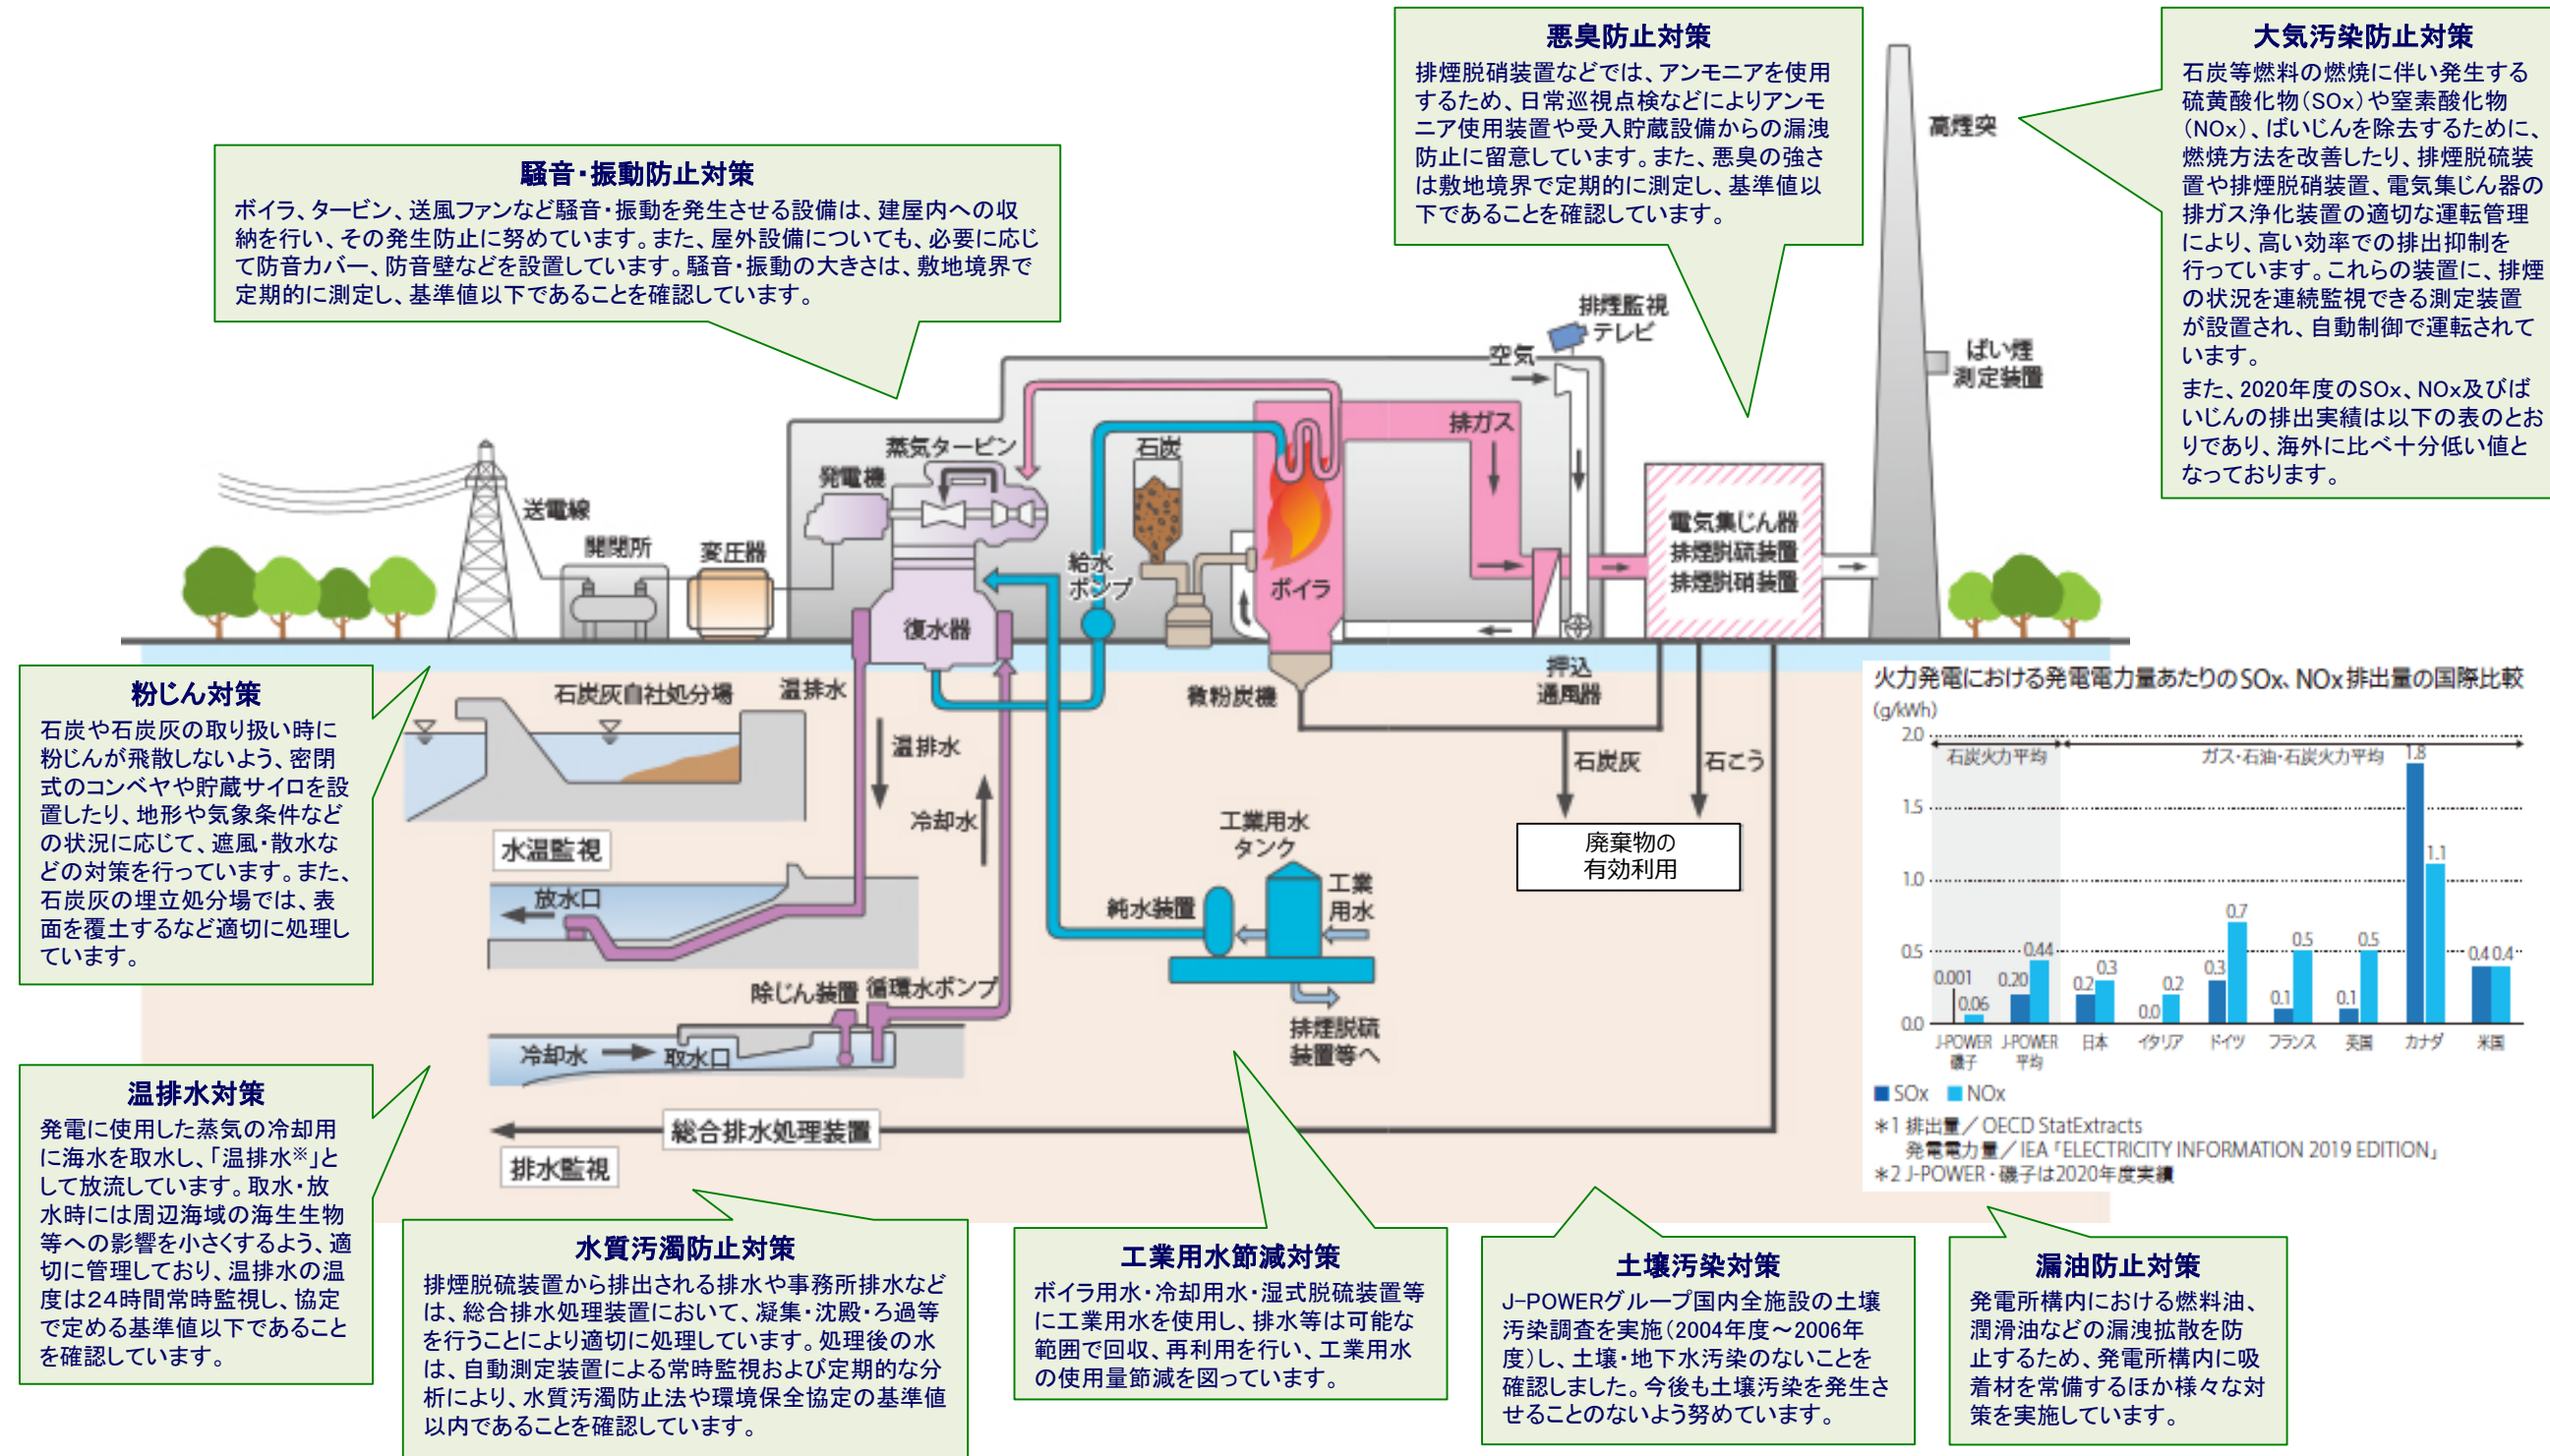 騒音・振動防止対策
ボイラ、タービン、送風ファンなど騒音・振動を発生させる設備は、建屋内への収
納を行い、その発生防止に努めています。また、屋外設備についても、必要に応じ
て防音カバー、防音壁などを設置しています。騒音・振動の大きさは、敷地境界で
定期的に測定し、基準値以下であることを確認しています。
悪臭防止対策
排煙脱硝装置などでは、アンモニアを使用
するため、日常巡視点検などによりアンモ
ニア使用装置や受入貯蔵設備からの漏洩
防止に留意しています。また、悪臭の強さ
は敷地境界で定期的に測定し、基準値以
下であることを確認しています。
大気汚染防止対策
石炭等燃料の燃焼に伴い発生する
硫黄酸化物(SOx)や窒素酸化物
(NOx)、ばいじんを除去するために、
燃焼方法を改善したり、排煙脱硫装
置や排煙脱硝装置、電気集じん器の
排ガス浄化装置の適切な運転管理
により、高い効率での排出抑制を
行っています。これらの装置に、排煙
の状況を連続監視できる測定装置
が設置され、自動制御で運転されて
います。
また、2020年度のSOx、NOx及びば
いじんの排出実績は以下の表のとお
りであり、海外に比べ十分低い値と
なっております。
高煙突
ばい煙
測定装置
排煙監視
テレビ
空気
排ガス
蒸気タービン
発電機
石炭
送電線
開閉所
変圧器
給水
ポンプ
ボイラ
復水器
電気集じん器
排煙脱硫装置
排煙脱硝装置
微粉炭機
押込
通風器
石炭灰
石こう
廃棄物の
有効利用
石炭灰自社処分場
温排水
温排水
冷却水
水温監視
放水口
除じん装置
循環水ポンプ
冷却水
取水口
工業用水
タンク
純水装置
工業
用水
排煙脱硫
装置等へ
総合排水処理装置
排水監視
粉じん対策
石炭や石炭灰の取り扱い時に
粉じんが飛散しないよう、密閉
式のコンベヤや貯蔵サイロを設
置したり、地形や気象条件など
の状況に応じて、遮風・散水な
どの対策を行っています。また、
石炭灰の埋立処分場では、表
面を覆土するなど適切に処理し
ています。
温排水対策
発電に使用した蒸気の冷却用
に海水を取水し、「温排水※」と
して放流しています。取水・放
水時には周辺海域の海生生物
等への影響を小さくするよう、適
切に管理しており、温排水の温
度は24時間常時監視し、協定
で定める基準値以下であること
を確認しています。
水質汚濁防止対策
排煙脱硫装置から排出される排水や事務所排水など
は、総合排水処理装置において、凝集・沈殿・ろ過等
を行うことにより適切に処理しています。処理後の水
は、自動測定装置による常時監視および定期的な分
析により、水質汚濁防止法や環境保全協定の基準値
以内であることを確認しています。
工業用水節減対策
ボイラ用水・冷却用水・湿式脱硫装置等
に工業用水を使用し、排水等は可能な
範囲で回収、再利用を行い、工業用水
の使用量節減を図っています。
土壌汚染対策
J-POWERグループ国内全施設の土壌
汚染調査を実施(2004年度～2006年
度)し、土壌・地下水汚染のないことを
確認しました。今後も土壌汚染を発生さ
せることのないよう努めています。
漏油防止対策
発電所構内における燃料油、
潤滑油などの漏洩拡散を防
止するため、発電所構内に吸
着材を常備するほか様々な対
策を実施しています。
火力発電における発電電力量あたりのSOx、NOx排出量の国際比較
(g/kWh)
2.0
1.5
1.0
0.5
0.0
石炭火力平均
ガス・石油・石炭火力平均
0.001
0.06
0.20
0.44
0.2
0.3
0.0
0.2
0.3
0.7
0.1
0.5
0.1
0.5
1.8
1.1
0.4 0.4
J-POWER
磯子
J-POWER
平均
日本
イタリア
ドイツ
フランス
英国
カナダ
米国
SOx NOx
＊1 排出量／OECD StatExtracts
発電電力量／IEA「ELECTRICITY INFORMATION 2019 EDITION」
＊2 J-POWER・磯子は2020年度実績